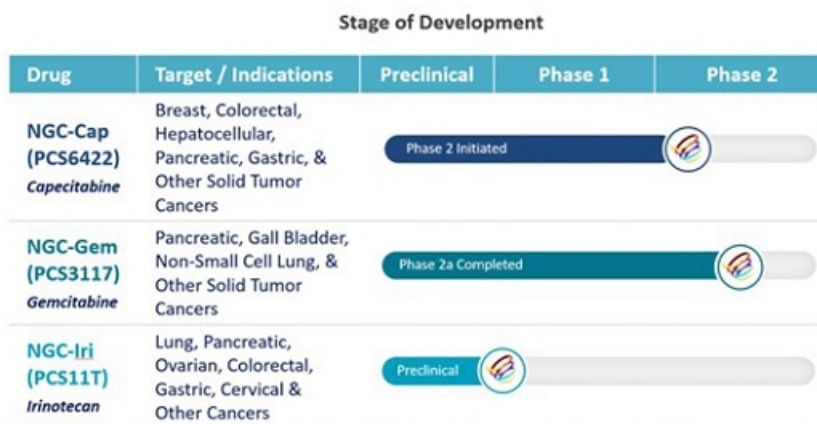 Stage of Development
Drug
Target / Indications
Preclinical
Phase 1
Phase 2
NGC-Cap
(PCS6422)
Capecitabine
Breast, Colorectal,
Hepatocellular,
Pancreatic, Gastric, &
Other Solid Tumor
Cancers
Phase 2 Initiated
NGC-Gem
(PCS3117)
Gemcitabine
Pancreatic, Gall Bladder,
Non-Small Cell Lung, &
Other Solid Tumor
Cancers
Phase 2a Completed
NGC-Iri
(PCS11T)
Irinotecan
Lung, Pancreatic,
Ovarian, Colorectal,
Gastric, Cervical &
Other Cancers
Preclinical